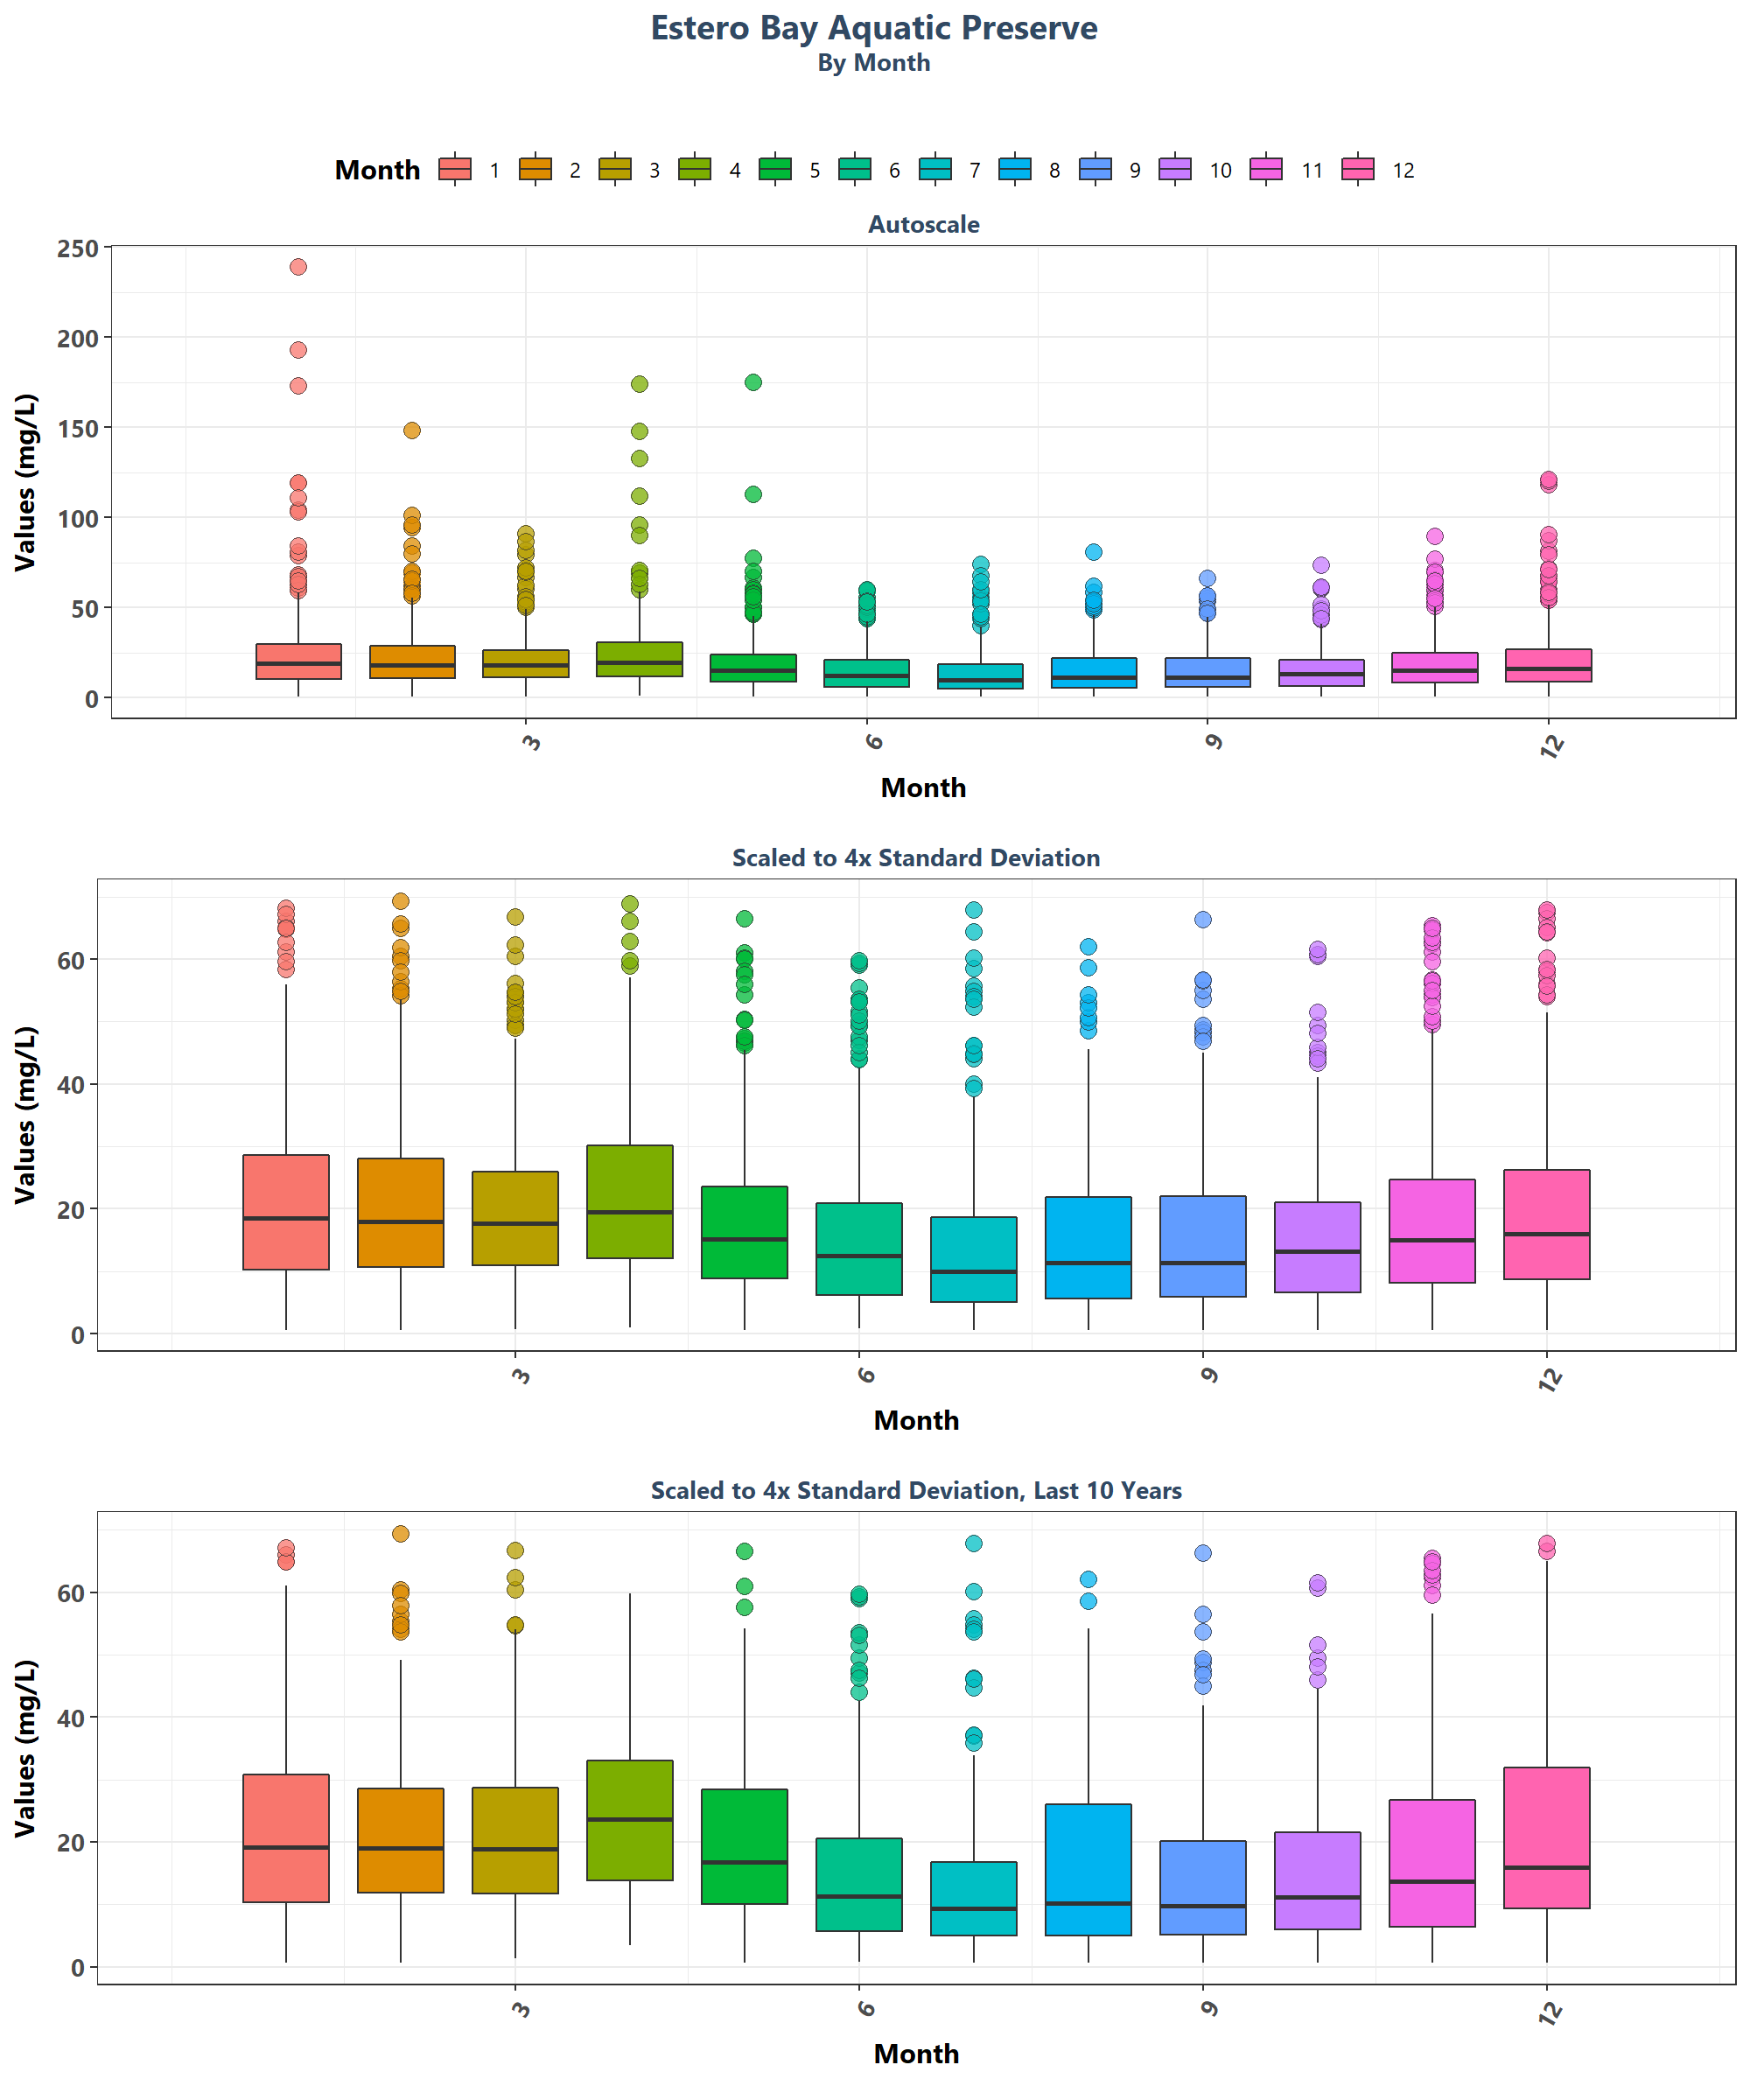 Estero Bay Aquatic Preserve
By Month
Month 1 2 3 4 5 6 7 8 9 10 11 12
Autoscale
Values (mg/L)
250
200
150
100
50
0
3 6 9 12
Month
Scaled to 4x Standard Deviation
Values (mg/L)
60
40
20
0
3 6 9 12
Month
Scaled to 4x Standard Deviation, Last 10 Years
Values (mg/L)
60
40
20
0
3 6 9 12
Month